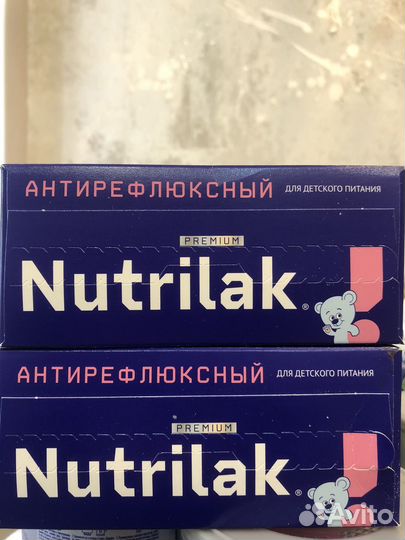 АНТИРЕФЛЮКСНЫЙ ДЛЯ ДЕТСКОГО ПИТАНИЯ
PREMIUM
Nutrilak®
АНТИРЕФЛЮКСНЫЙ ДЛЯ ДЕТСКОГО ПИТАНИЯ
PREMIUM
Nutrilak®
Avito